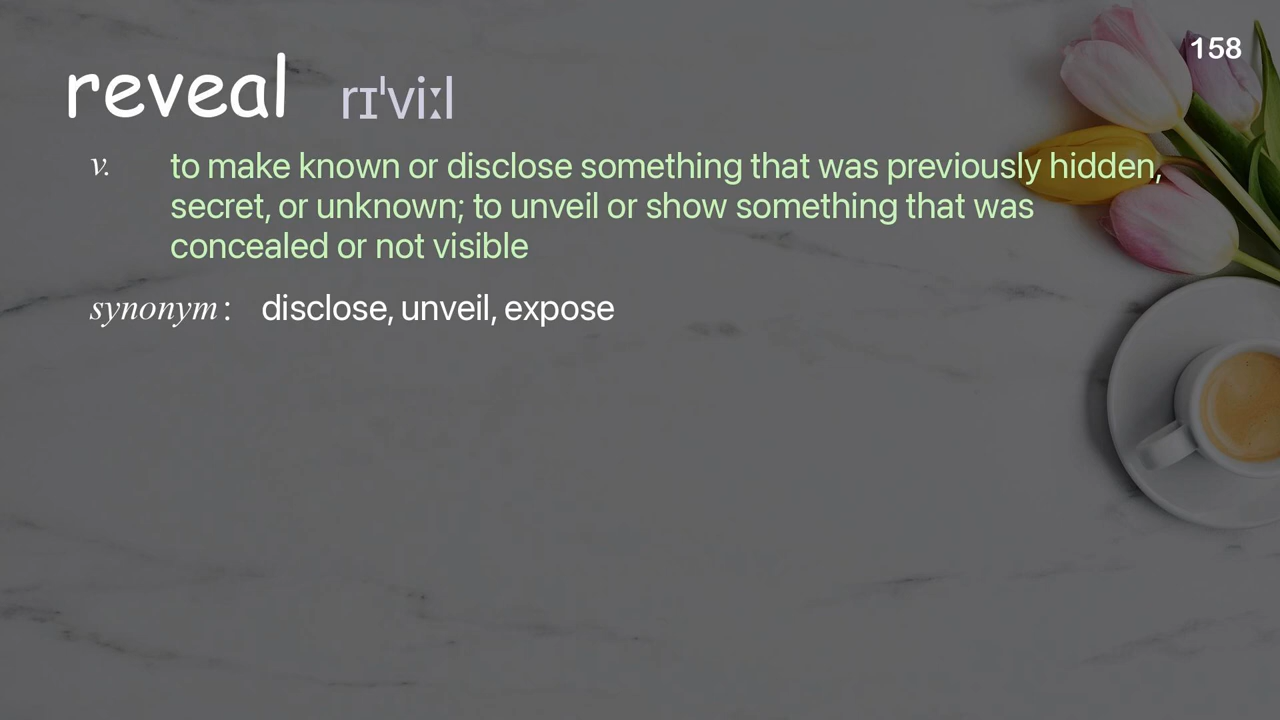 158
reveal rɪˈviːl
v. to make known or disclose something that was previously hidden,
secret, or unknown; to unveil or show something that was
concealed or not visible
synonym: disclose, unveil, expose